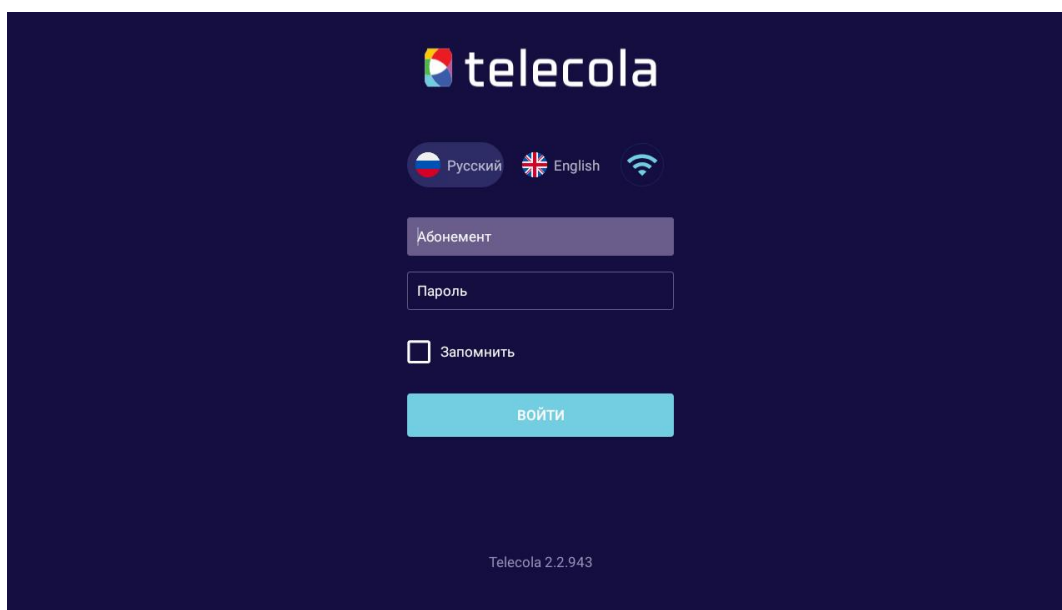 telecola
Русский English
Абонемент
Пароль
Запомнить
ВОЙТИ
Telecola 2.2.943